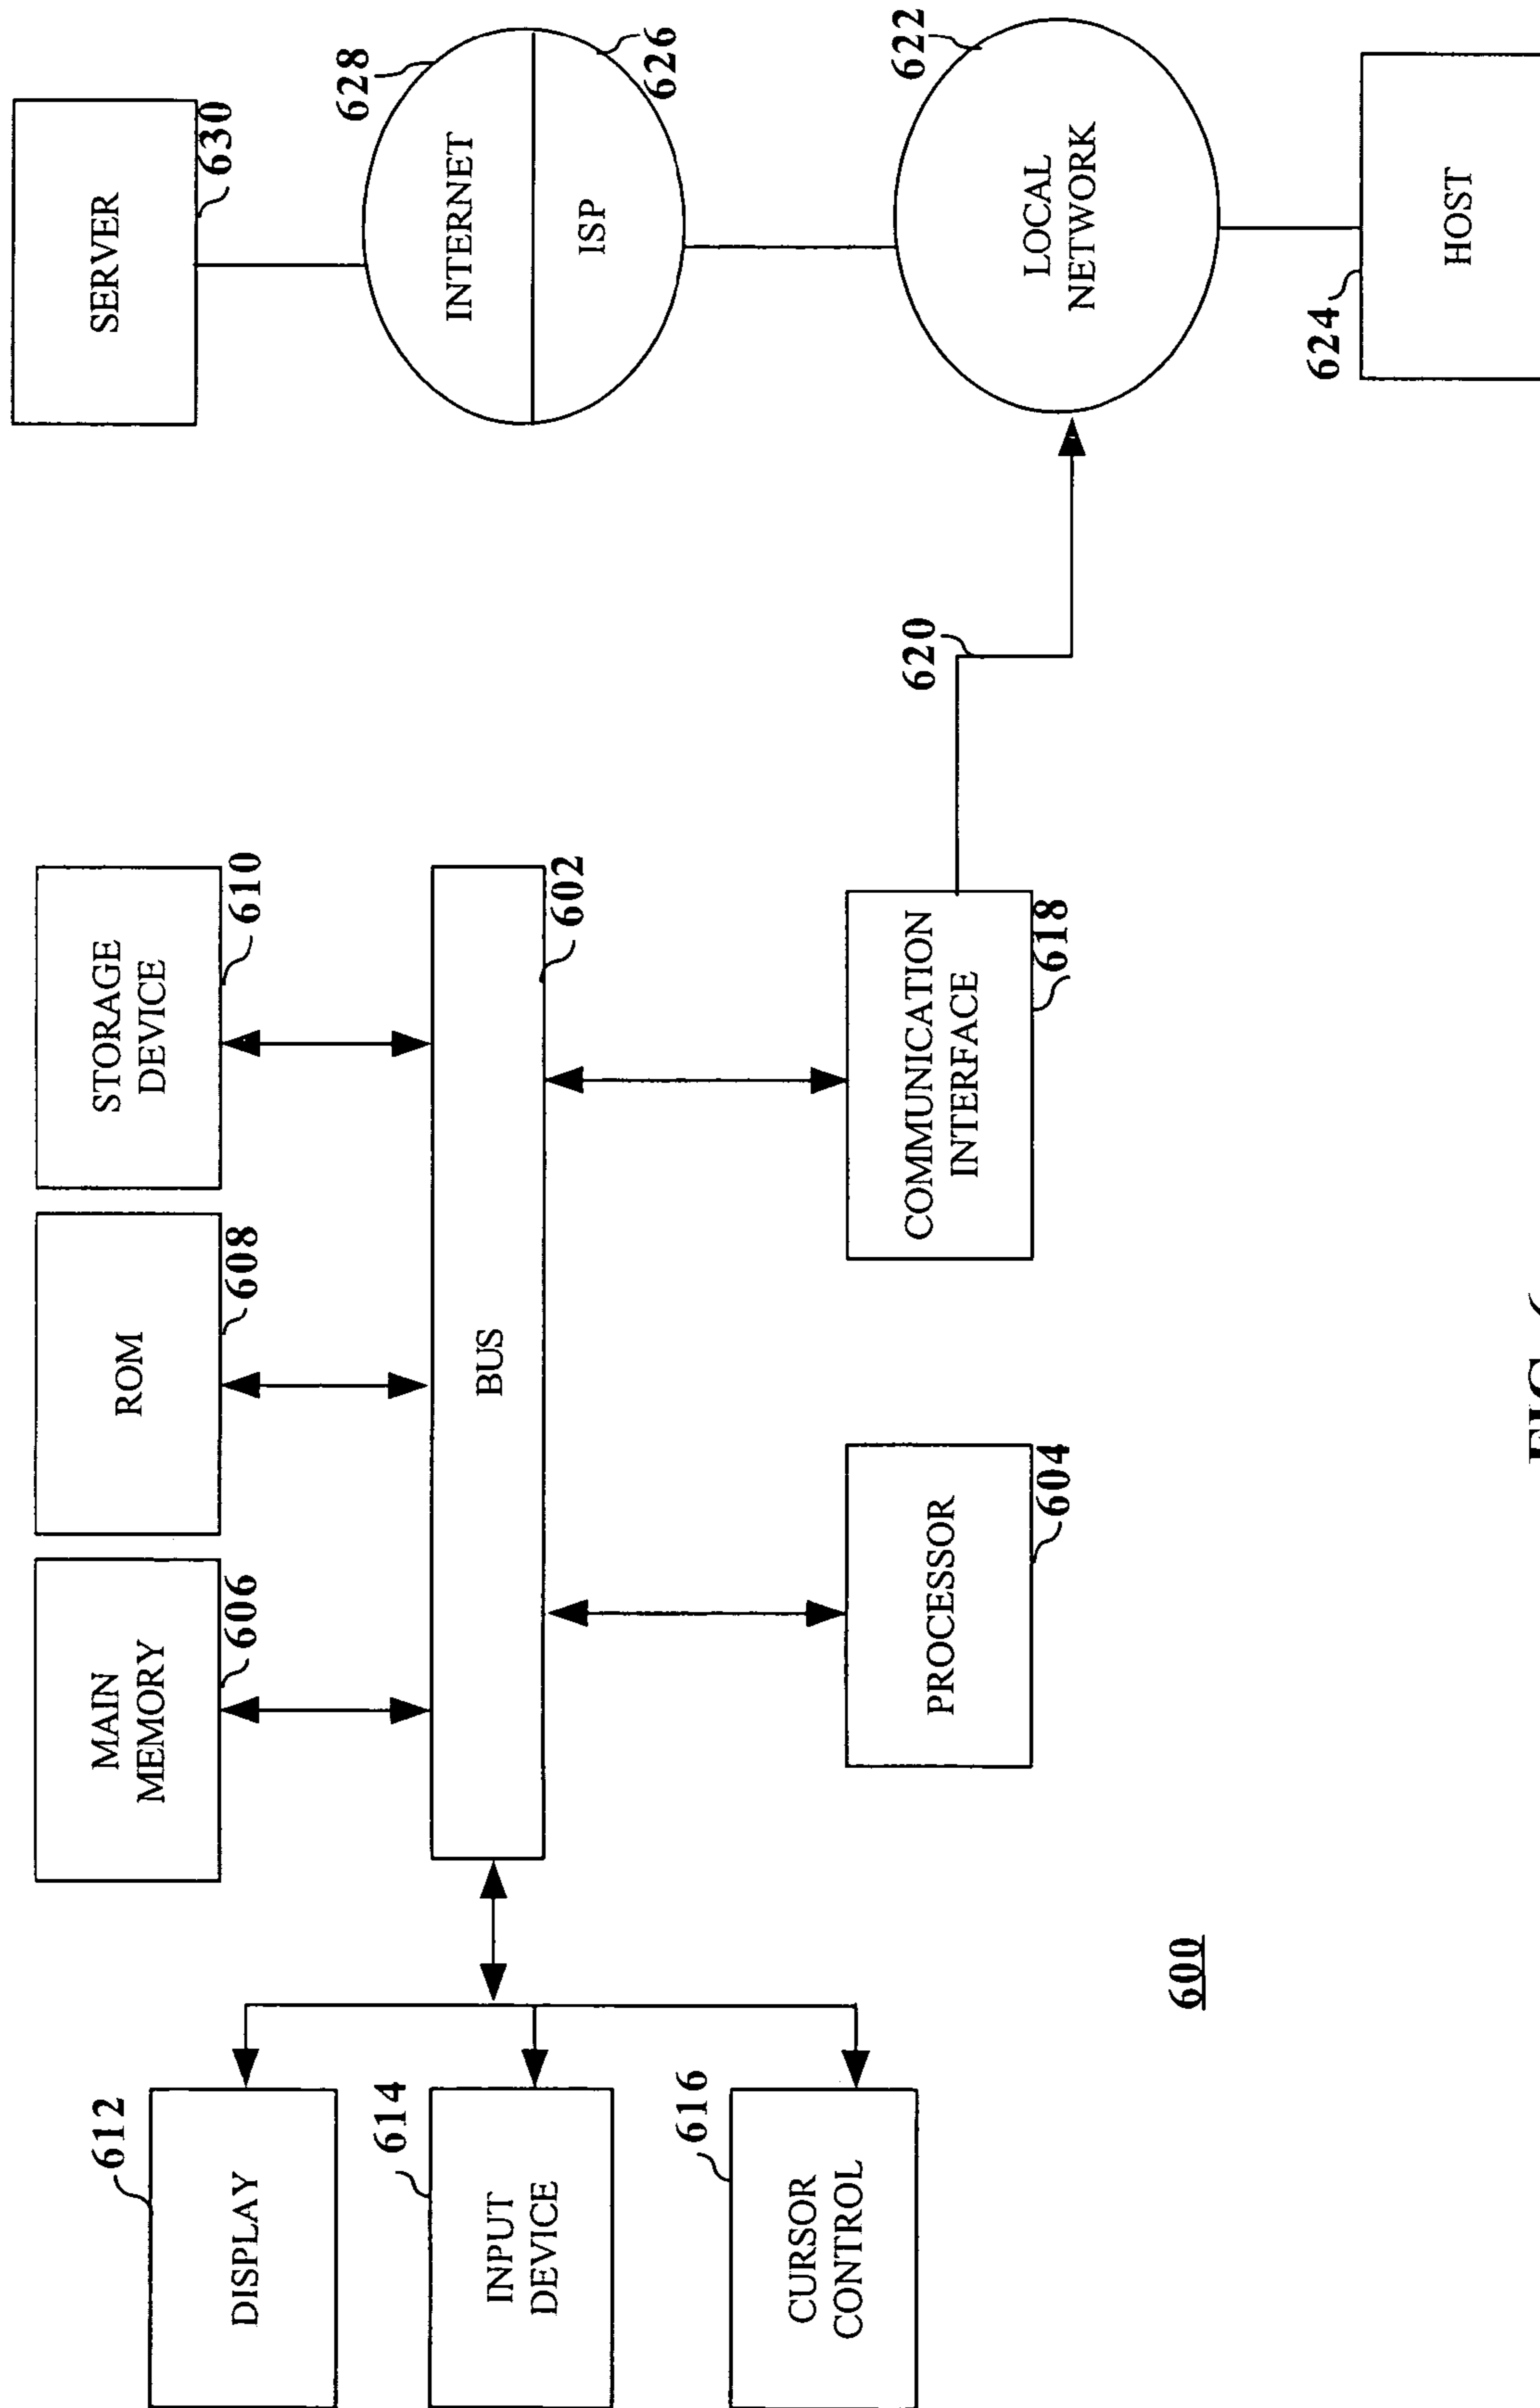 612
DISPLAY
614
INPUT
DEVICE
616
CURSOR
CONTROL
MAIN
MEMORY
606
ROM
608
STORAGE
DEVICE
610
BUS
602
PROCESSOR
604
COMMUNICATION
INTERFACE
618
620
SERVER
630
628
INTERNET
ISP
626
622
LOCAL
NETWORK
624
HOST
600